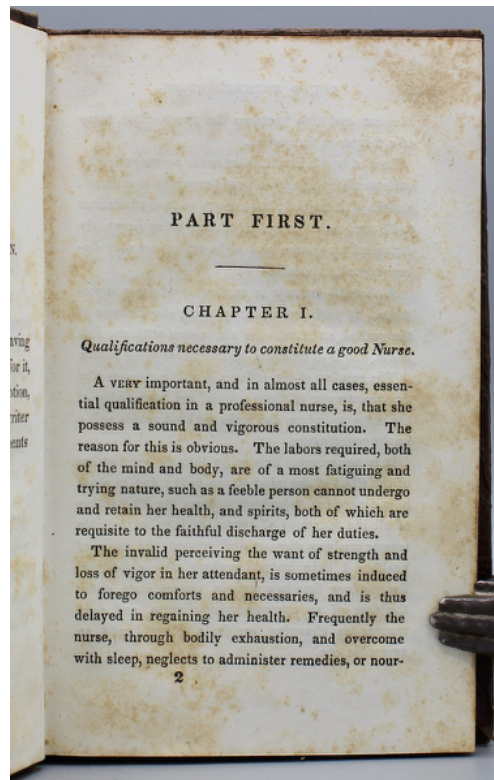 N.
ving
for it,
otion,
riter
ents
PART FIRST.
CHAPTER I.
Qualifications necessary to constitute a good Nurse.
A VERY important, and in almost all cases, essen-
tial qualification in a professional nurse, is, that she
possess a sound and vigorous constitution. The
reason for this is obvious. The labors required, both
of the mind and body, are of a most fatiguing and
trying nature, such as a feeble person cannot undergo
and retain her health, and spirits, both of which are
requisite to the faithful discharge of her duties.
The invalid perceiving the want of strength and
loss of vigor in her attendant, is sometimes induced
to forego comforts and necessaries, and is thus
delayed in regaining her health. Frequently the
nurse, through bodily exhaustion, and overcome
with sleep, neglects to administer remedies, or nour-
2